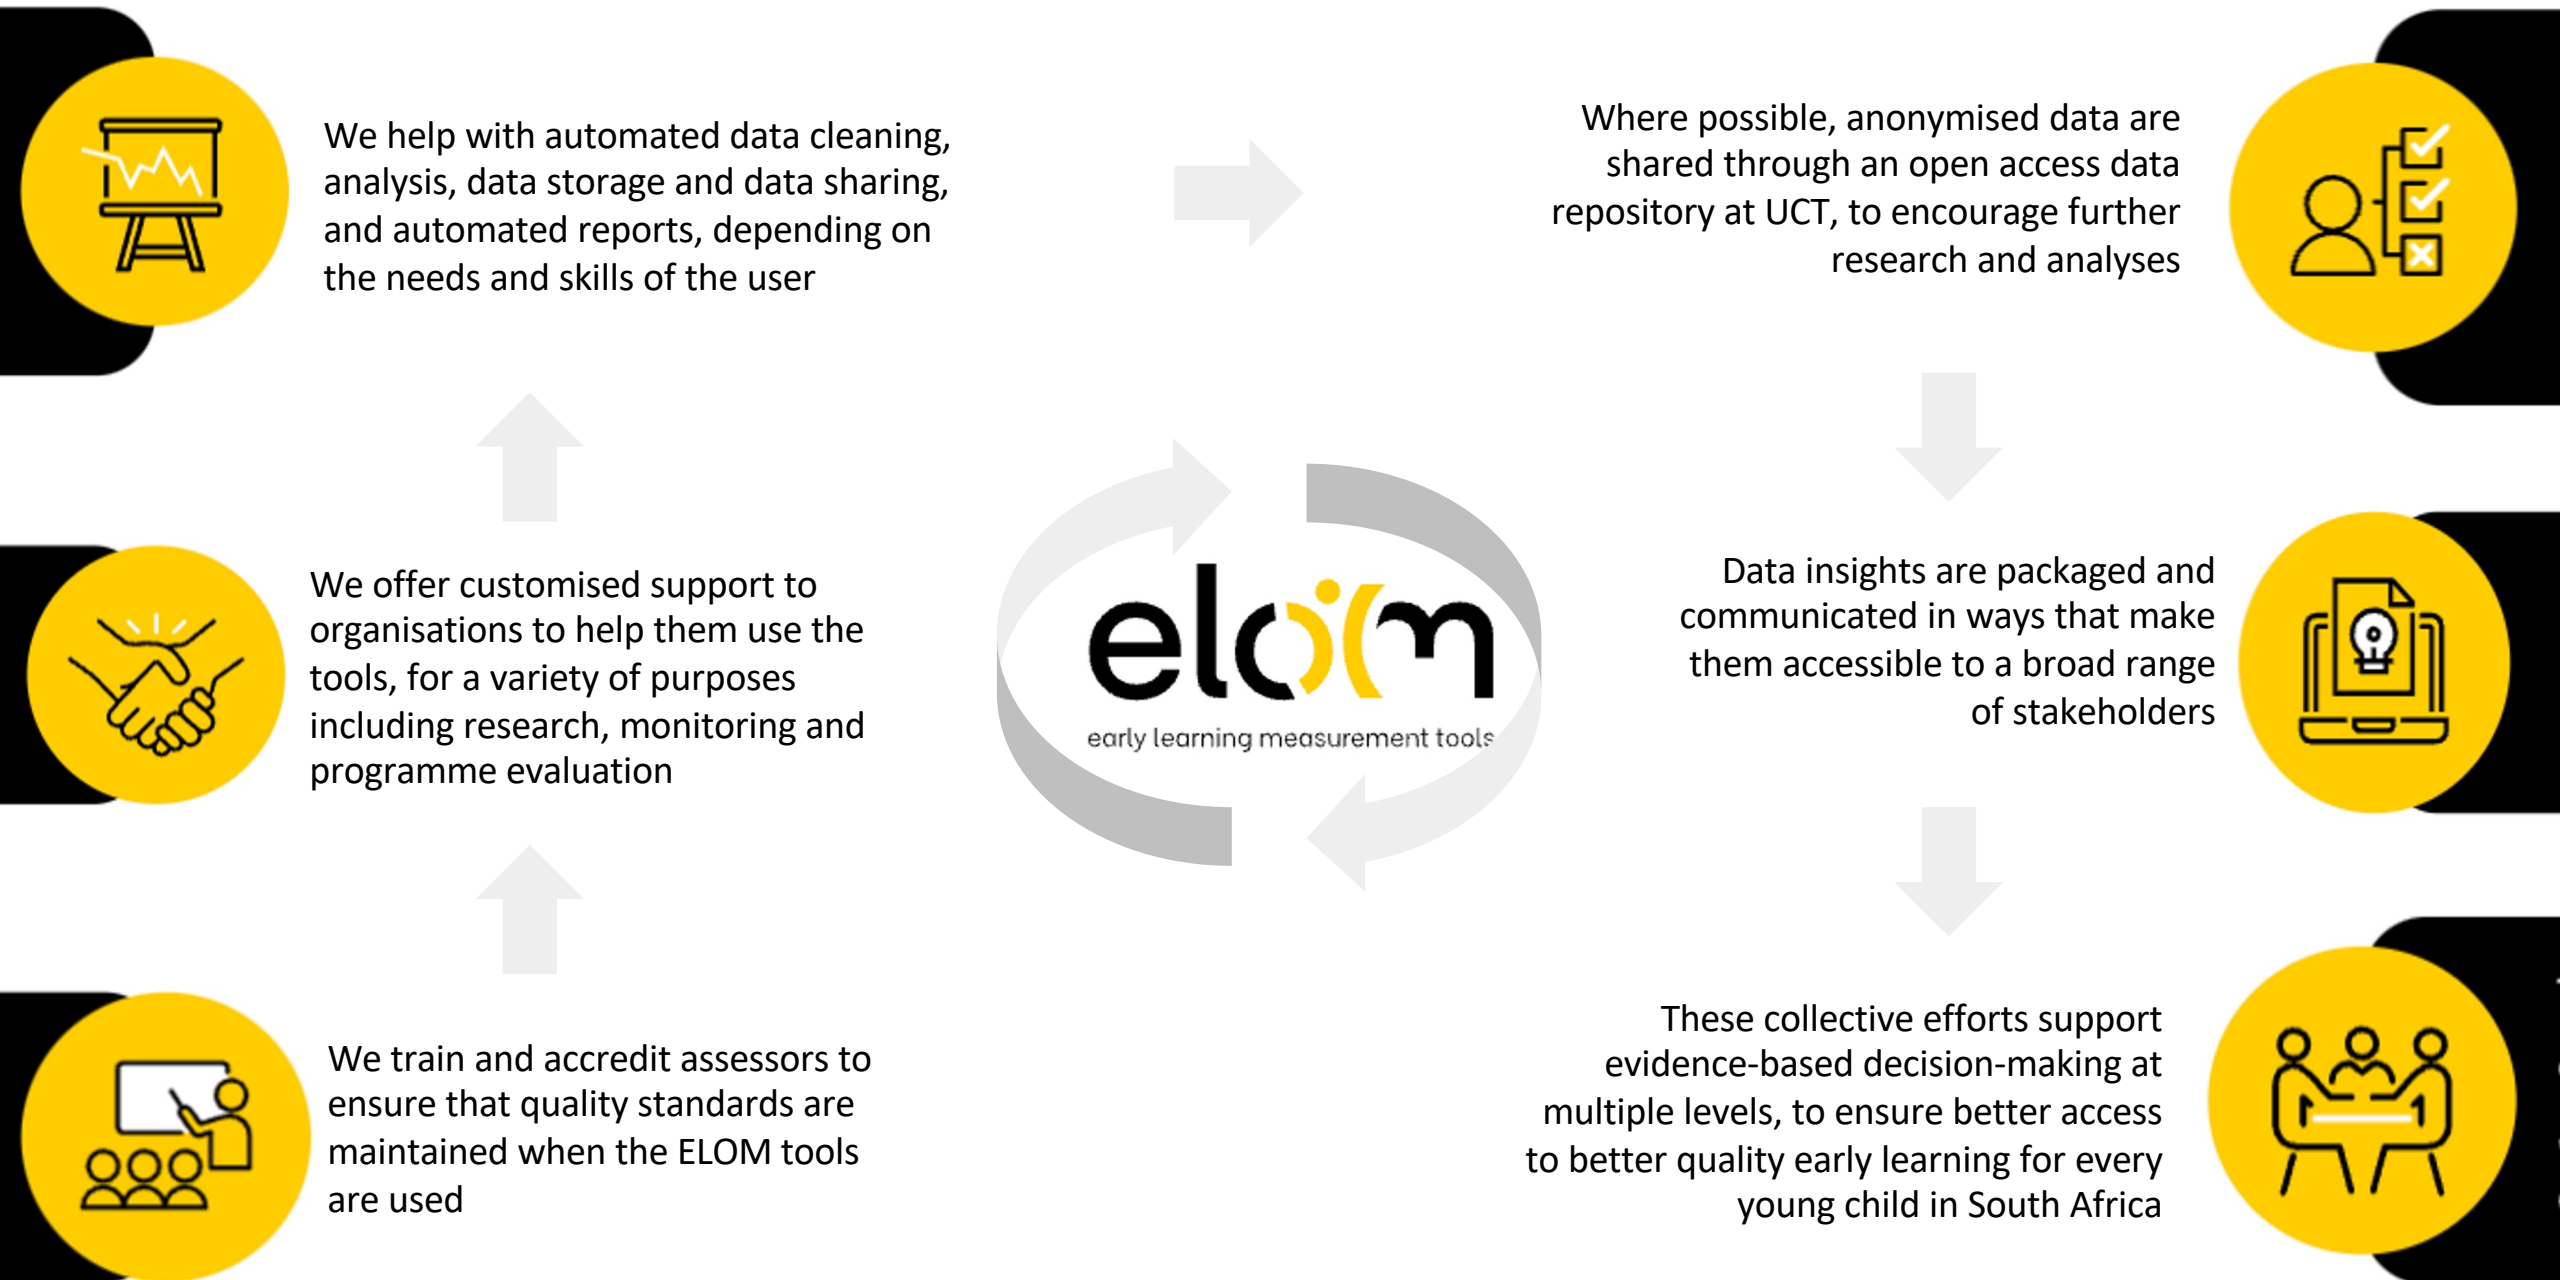 We help with automated data cleaning,
analysis, data storage and data sharing,
and automated reports, depending on
the needs and skills of the user
Where possible, anonymised data are
shared through an open access data
repository at UCT, to encourage further
research and analyses
We offer customised support to
organisations to help them use the
tools, for a variety of purposes
including research, monitoring and
programme evaluation
elom
early learning measurement tools
Data insights are packaged and
communicated in ways that make
them accessible to a broad range
of stakeholders
We train and accredit assessors to
ensure that quality standards are
maintained when the ELOM tools
are used
These collective efforts support
evidence-based decision-making at
multiple levels, to ensure better access
to better quality early learning for every
young child in South Africa